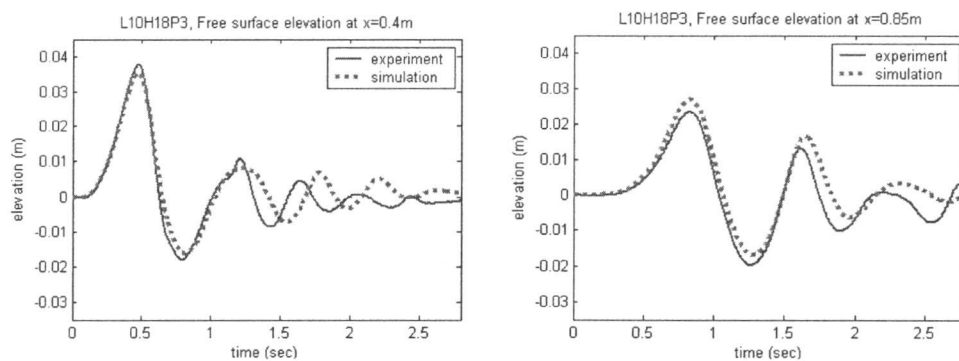 L10H18P3, Free surface elevation at x=0.4m
experiment
simulation
0.04
0.03
0.02
0.01
0
-0.01
-0.02
-0.03
elevation (m)
0
0.5
1
1.5
2
2.5
time (sec)
L10H18P3, Free surface elevation at x=0.85m
experiment
simulation
0.04
0.03
0.02
0.01
0
-0.01
-0.02
-0.03
elevation (m)
0
0.5
1
1.5
2
2.5
time (sec)